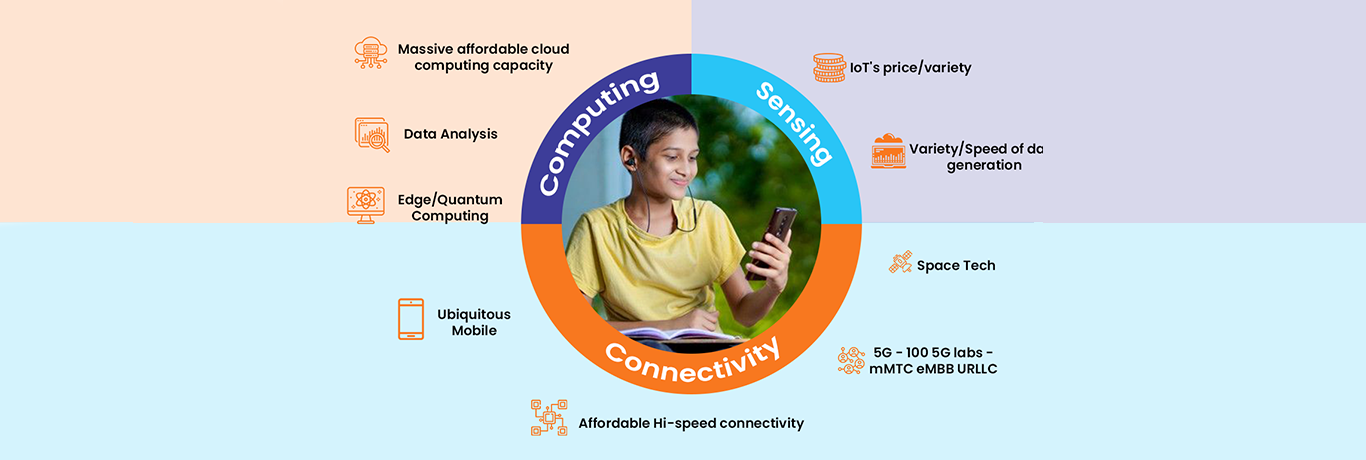 Massive affordable cloud
computing capacity
Data Analysis
Edge/Quantum
Computing
Computing
Sensing
IoT's price/variety
Variety/Speed of
generation
Space Tech
Ubiquitous
Mobile
5G - 100 5G labs -
mMTC eMBB URLLC
Connectivity
Affordable Hi-speed connectivity